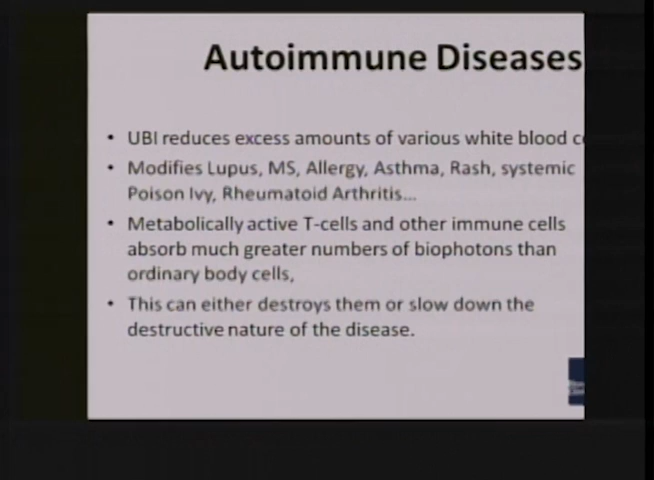 Autoimmune Diseases
• UBI reduces excess amounts of various white blood
• Modifies Lupus, MS, Allergy, Asthma, Rash, systemic
Poison Ivy, Rheumatoid Arthritis...
• Metabolically active T-cells and other immune cells
absorb much greater numbers of biophotons than
ordinary body cells,
• This can either destroys them or slow down the
destructive nature of the disease.